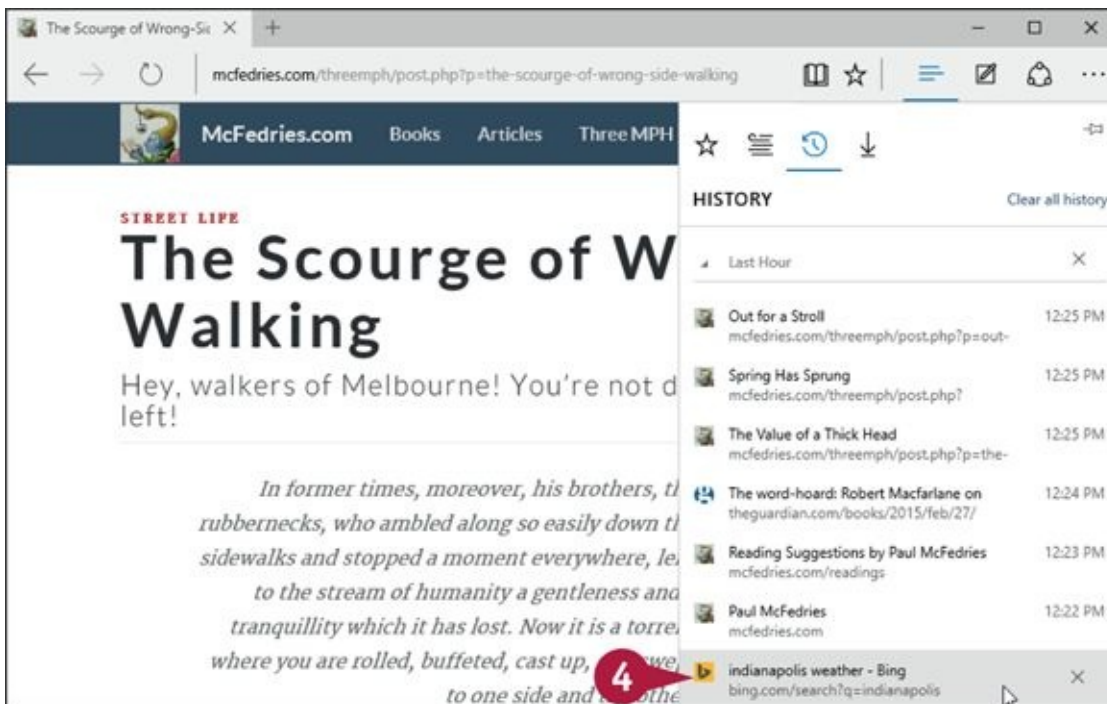 The Scourge of Wrong-Sic
mcfedries.com/threemph/post.php?p=the-scourge-of-wrong-side-walking
McFedries.com Books Articles Three MPH
STREET LIFE
The Scourge of W
Walking
Hey, walkers of Melbourne! You're not d
left!
In former times, moreover, his brothers, th
rubbernecks, who ambled along so easily down th
sidewalks and stopped a moment everywhere, le
to the stream of humanity a gentleness and
tranquillity which it has lost. Now it is a torre
where you are rolled, buffeted, cast up,
to one side and
HISTORY Clear all history
Last Hour
Out for a Stroll 12:25 PM
mcfedries.com/threemph/post.php?p=out-
Spring Has Sprung 12:25 PM
mcfedries.com/threemph/post.php?
The Value of a Thick Head 12:25 PM
mcfedries.com/threemph/post.php?p=the-
The word-hoard: Robert Macfarlane on 12:24 PM
theguardian.com/books/2015/feb/27/
Reading Suggestions by Paul McFedries 12:23 PM
mcfedries.com/readings
Paul McFedries 12:22 PM
mcfedries.com
4
indianapolis weather - Bing
bing.com/search?q=indianapolis